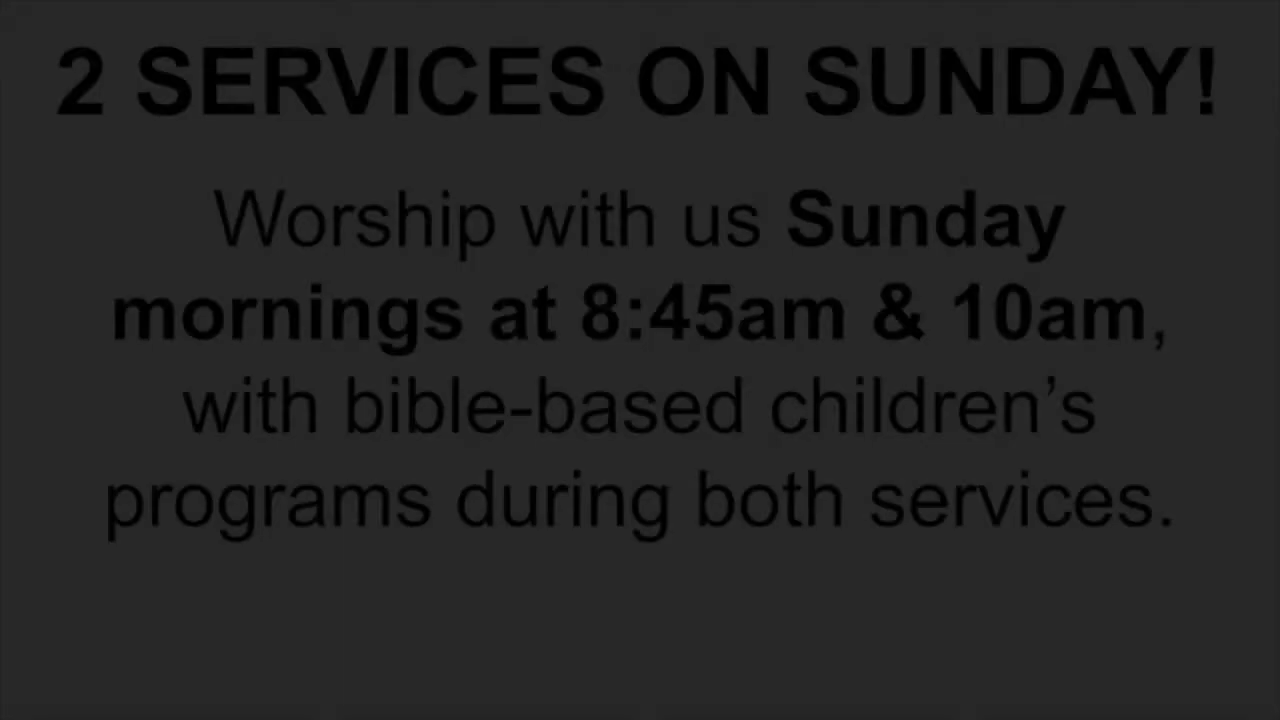 2 SERVICES ON SUNDAY!
Worship with us Sunday
mornings at 8:45am & 10am,
with bible-based children’s
programs during both services.